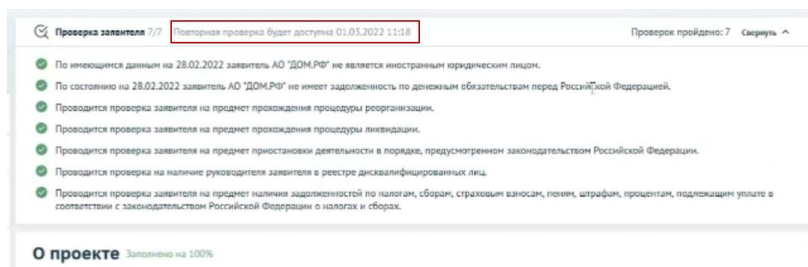 Проверка заявителя 7/7 Повторная проверка будет доступна 01.03.2022 11:18 Проверок пройдено: 7 Свернуть
По имеющимся данным на 28.02.2022 заявитель АО "ДОМ.РФ" не является иностранным юридическим лицом.
По состоянию на 28.02.2022 заявитель АО "ДОМ.РФ" не имеет задолженность по денежным обязательствам перед Российской Федерацией.
Проводится проверка заявителя на предмет прохождения процедуры реорганизации.
Проводится проверка заявителя на предмет прохождения процедуры ликвидации.
Проводится проверка заявителя на предмет приостановки деятельности в порядке, предусмотренном законодательством Российской Федерации.
Проводится проверка на наличие руководителя заявителя в реестре дисквалифицированных лиц.
Проводится проверка заявителя на предмет наличия задолженностей по налогам, сборам, страховым взносам, пеням, штрафам, процентам, подлежащим уплате в
соответствии с законодательством Российской Федерации о налогах и сборах.
О проекте Заполнено на 100%